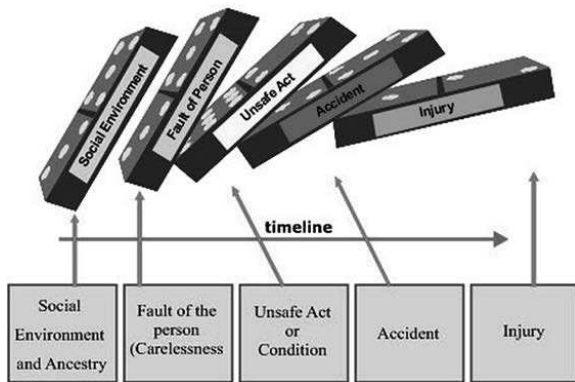 Social Environment
Fault of Person
Unsafe Act
Accident
Injury
timeline
Social
Environment
and Ancestry
Fault of the
person
(Carelessness
Unsafe Act
or
Condition
Accident
Injury